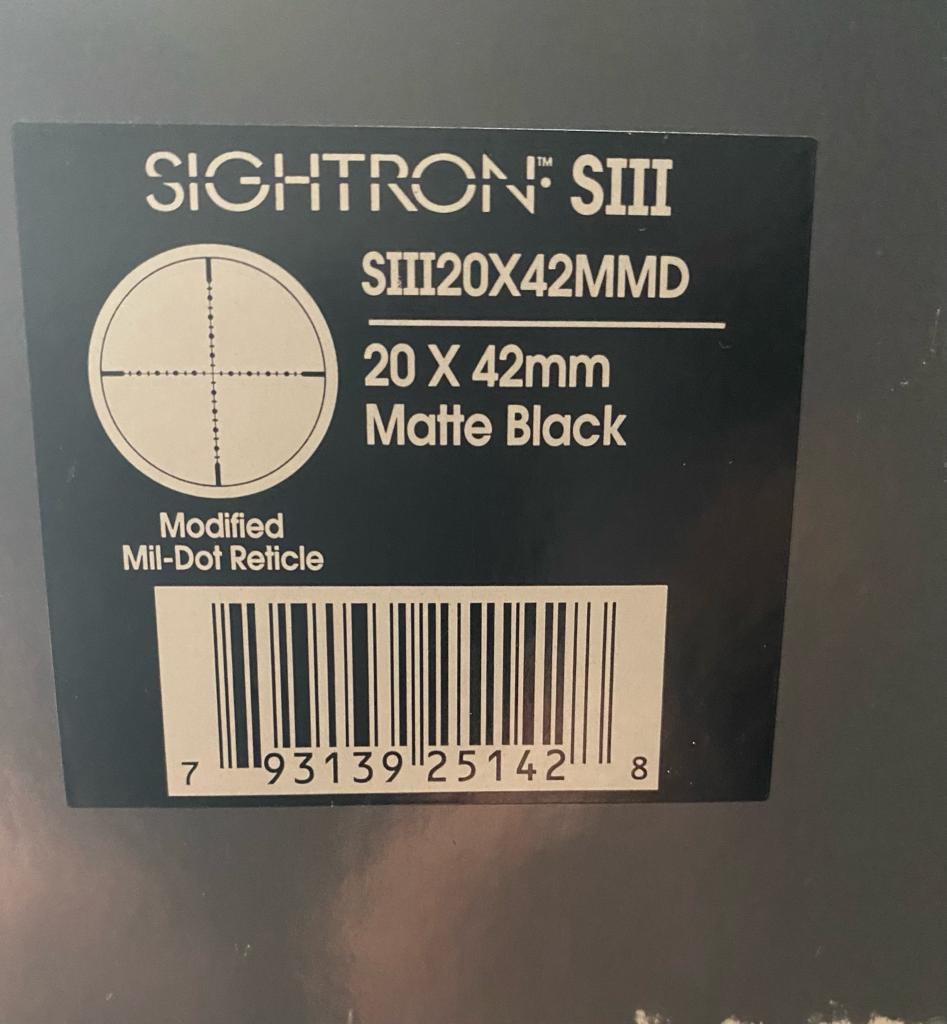 SIGHTRON™ SIII
SIII20X42MMD
20 X 42mm
Matte Black
Modified
Mil-Dot Reticle
7 93139 25142 8